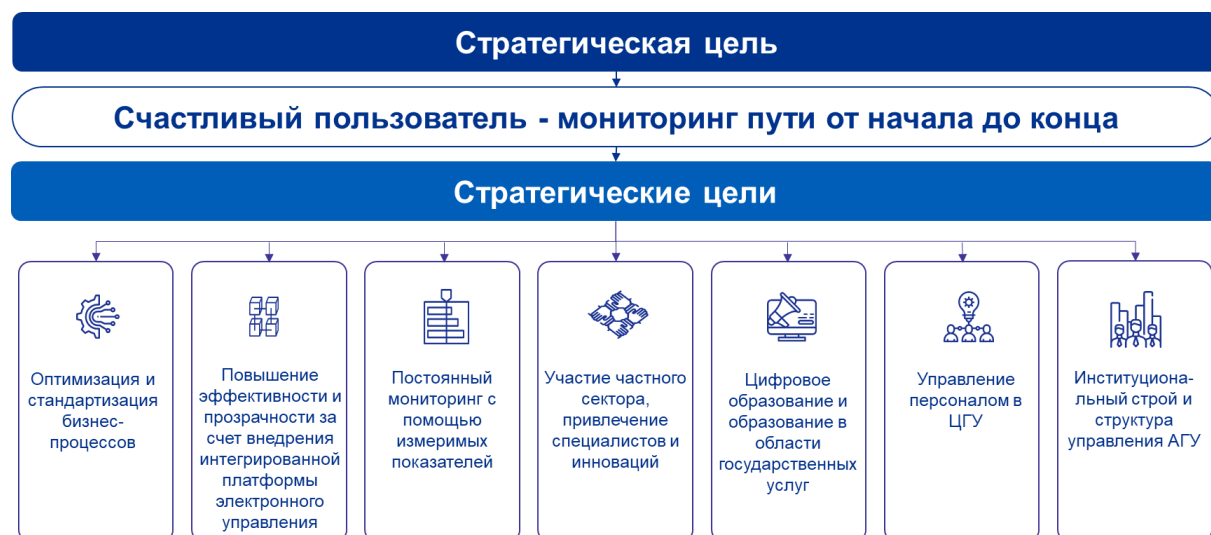 Стратегическая цель
Счастливый пользователь - мониторинг пути от начала до конца
Стратегические цели
Оптимизация и
стандартизация
бизнес-
процессов
Повышение
эффективности и
прозрачности за
счет внедрения
интегрированной
платформы
электронного
управления
Постоянный
мониторинг с
помощью
измеримых
показателей
Участие частного
сектора,
привлечение
специалистов и
инноваций
Цифровое
образование и
образование в
области
государственных
услуг
Управление
персоналом в
ЦГУ
Институциона-
льный строй и
структура
управления АГУ